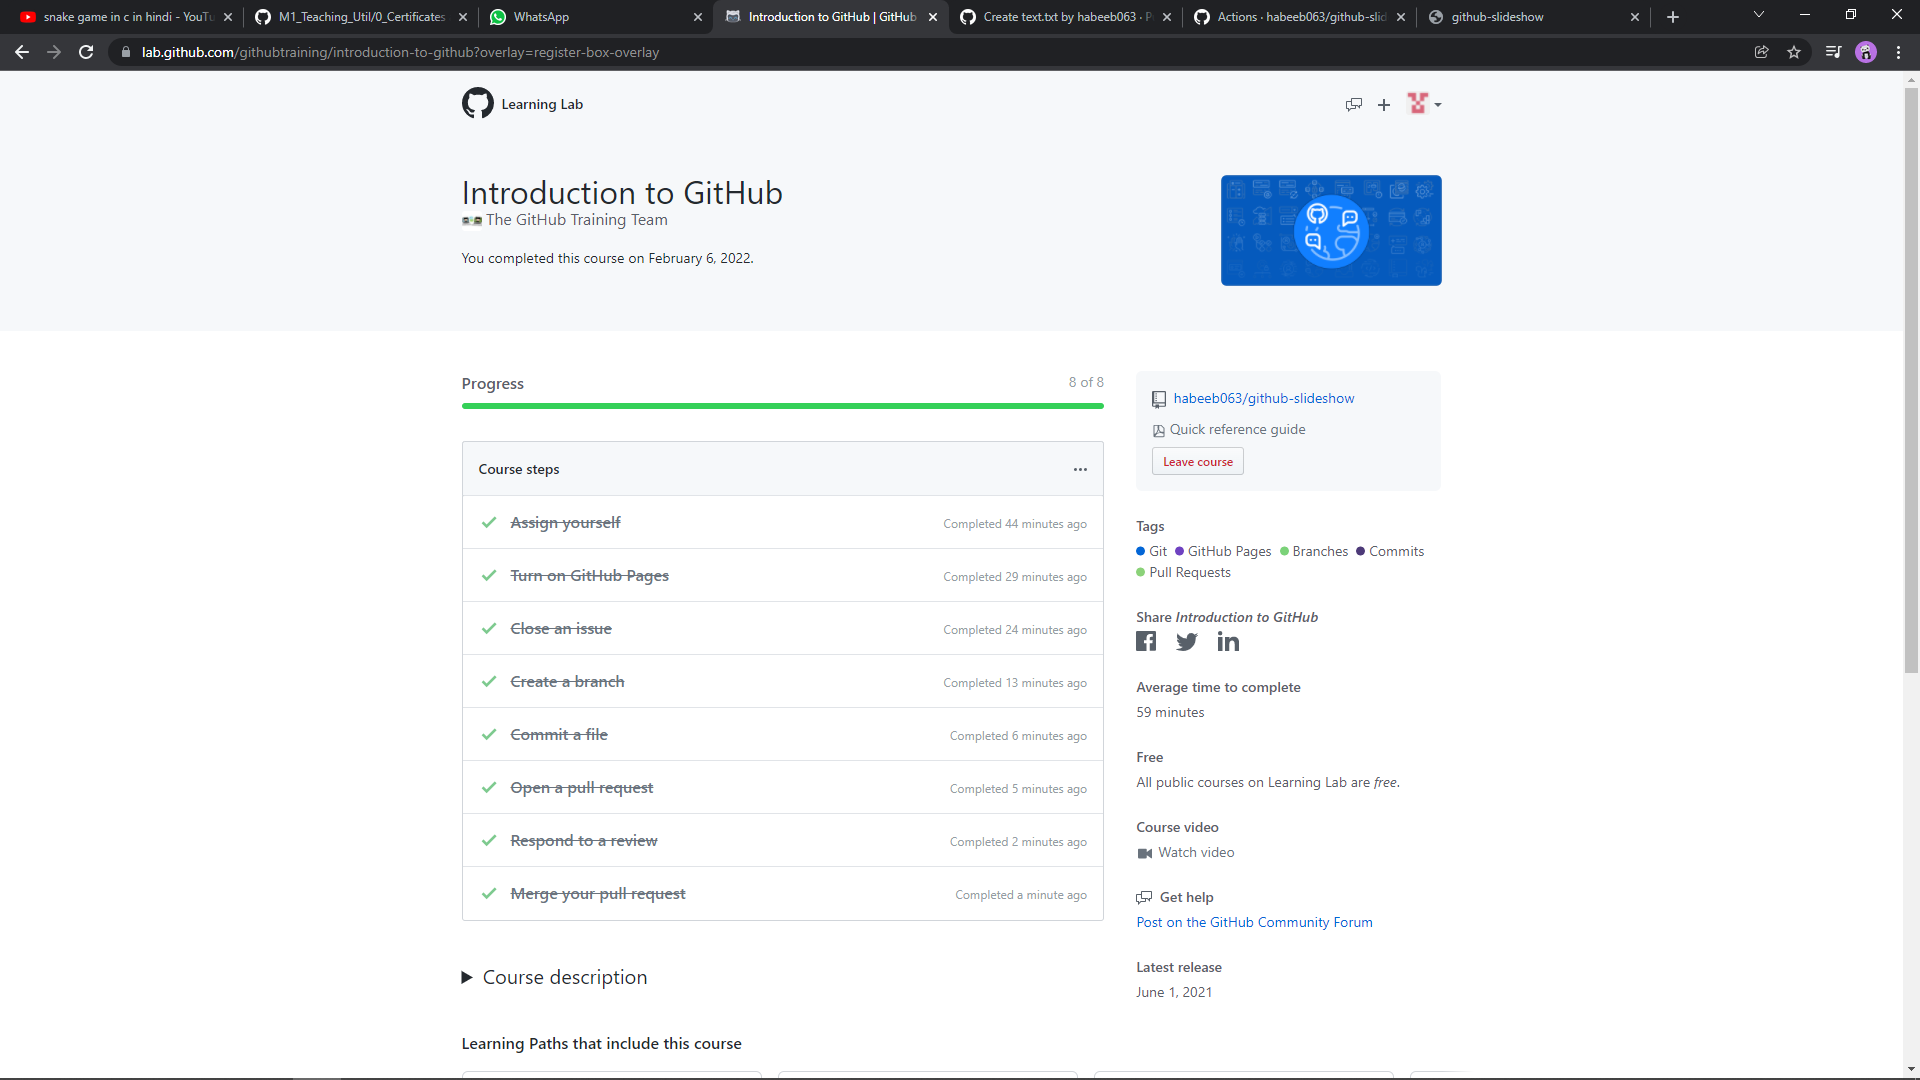 snake game in c in hindi - YouTu
M1_Teaching_Util/0_Certificates
WhatsApp
Introduction to GitHub | GitHub
Create text.txt by habeeb063 · P
Actions · habeeb063/github-slid
github-slideshow
lab.github.com/githubtraining/introduction-to-github?overlay=register-box-overlay
Learning Lab
Introduction to GitHub
The GitHub Training Team
You completed this course on February 6, 2022.
Progress
8 of 8
Course steps
Assign yourself
Completed 44 minutes ago
Turn on GitHub Pages
Completed 29 minutes ago
Close an issue
Completed 24 minutes ago
Create a branch
Completed 13 minutes ago
Commit a file
Completed 6 minutes ago
Open a pull request
Completed 5 minutes ago
Respond to a review
Completed 2 minutes ago
Merge your pull request
Completed a minute ago
Course description
Learning Paths that include this course
habeeb063/github-slideshow
Quick reference guide
Leave course
Tags
Git GitHub Pages Branches Commits
Pull Requests
Share Introduction to GitHub
Average time to complete
59 minutes
Free
All public courses on Learning Lab are free.
Course video
Watch video
Get help
Post on the GitHub Community Forum
Latest release
June 1, 2021